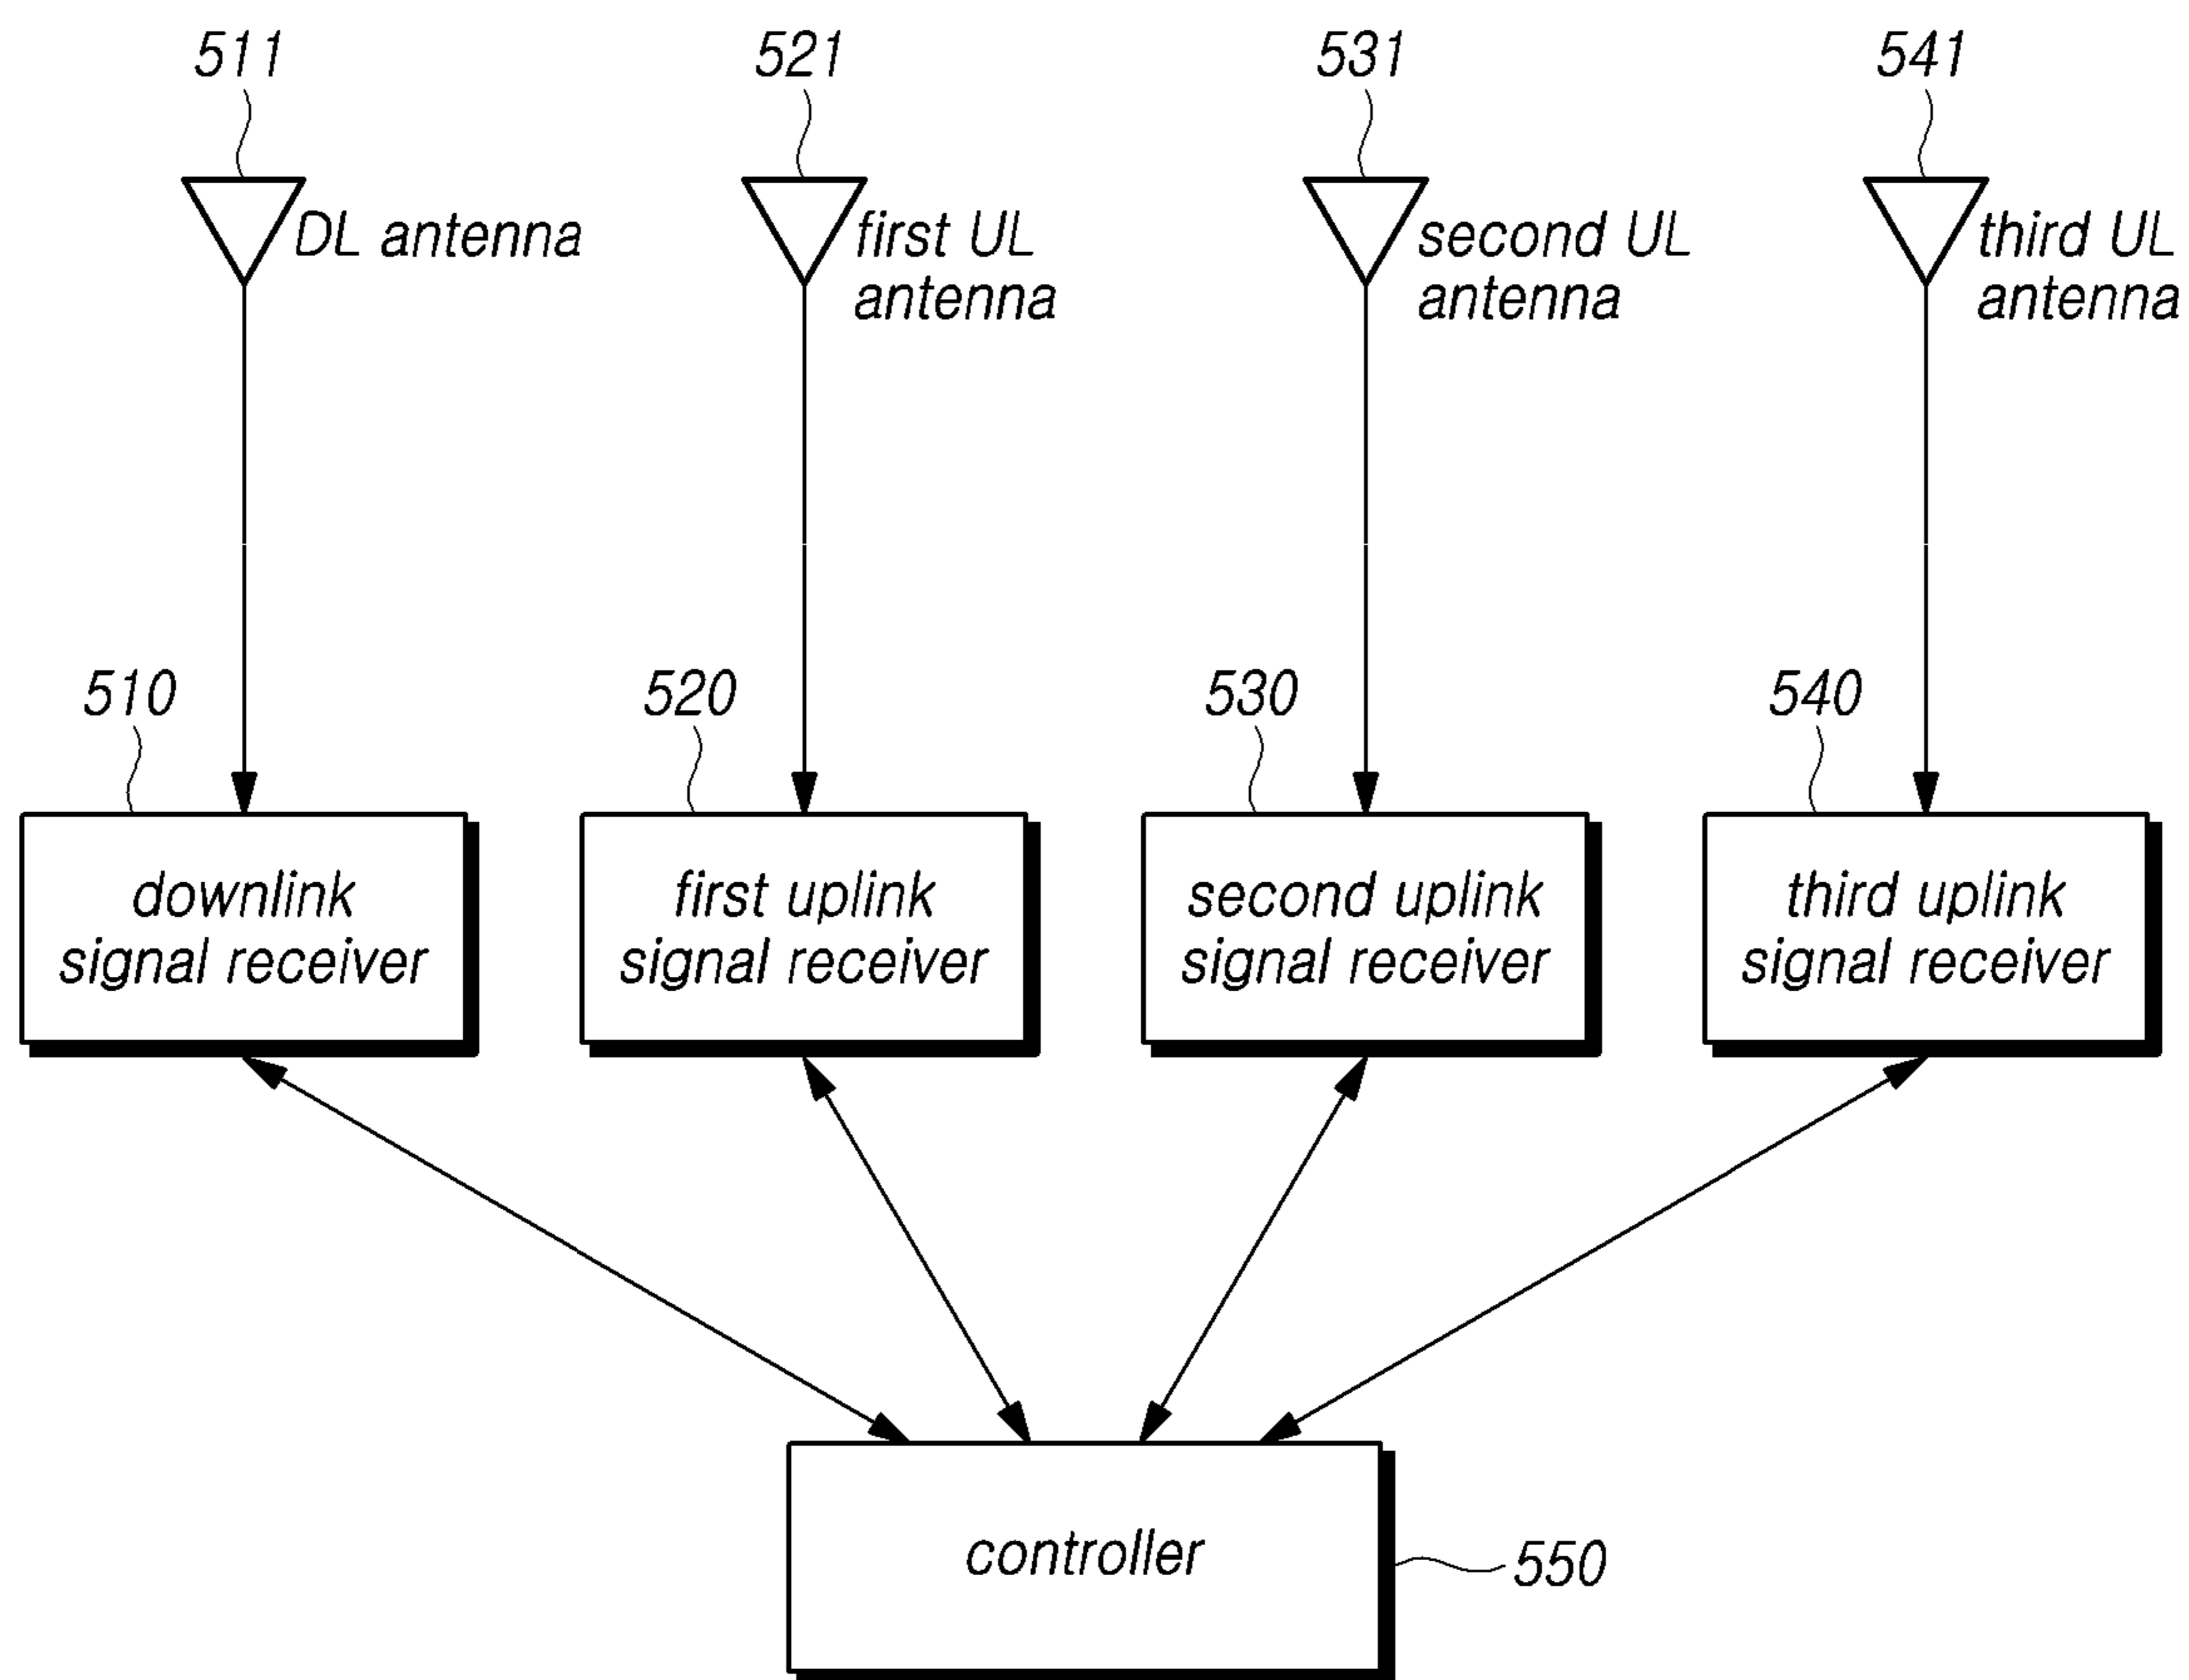 511
521
531
541
DL antenna
first UL
antenna
second UL
antenna
third UL
antenna
510
520
530
540
downlink
signal receiver
first uplink
signal receiver
second uplink
signal receiver
third uplink
signal receiver
controller
550